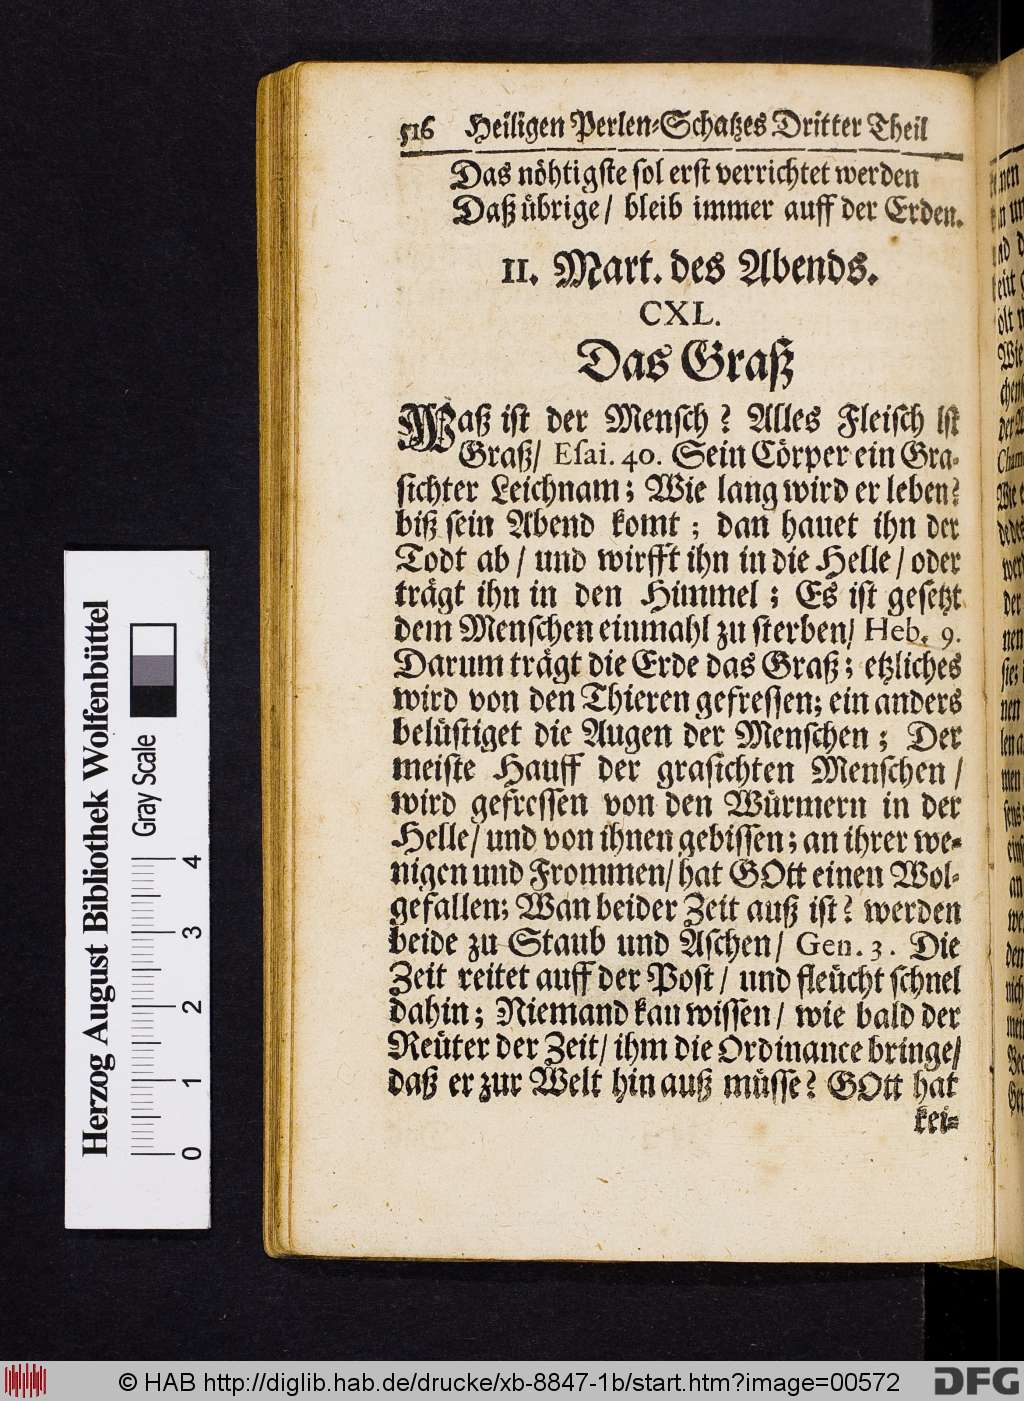 516 Heiligen Perlen-Schatzes Dritter Theil
Das nöhtigste sol erst verrichtet werden
Daß übrige / bleib immer auff der Erden.
11. Mart. des Abends.
CXL.
Das Graß
Waß ist der Mensch? Alles Fleisch Ist
Graß/ Esai. 40. Sein Cörper ein Gra-
sichter Leichnam; Wie lang wird er leben?
biß sein Abend komt; dan hauet ihn der
Todt ab / und wirfft ihn in die Helle / oder
trägt ihn in den Himmel; Es ist gesetzt
dem Menschen einmahl zu sterben/ Heb. 9.
Darum trägt die Erde das Graß; etzliches
wird von den Thieren gefressen; ein anders
belüstiget die Augen der Menschen; Der
meiste Hauff der grasichten Menschen /
wird gefressen von den Würmern in der
Helle/ und von ihnen gebissen; an ihrer we-
nigen und Frommen/ hat GOtt einen Wol-
gefallen; Wan beider Zeit auß ist? werden
beide zu Staub und Aschen/ Gen. 3. Die
Zeit reitet auff der Post / und fleücht schnel
dahin; Niemand kan wissen / wie bald der
Reüter der Zeit/ ihm die Ordinance bringe/
daß er zur Welt hin auß müsse? GOtt hat
kei-
Herzog August Bibliothek Wolfenbüttel
Gray Scale
0 1 2 3 4
© HAB http://diglib.hab.de/drucke/xb-8847-1b/start.htm?image=00572
DFG